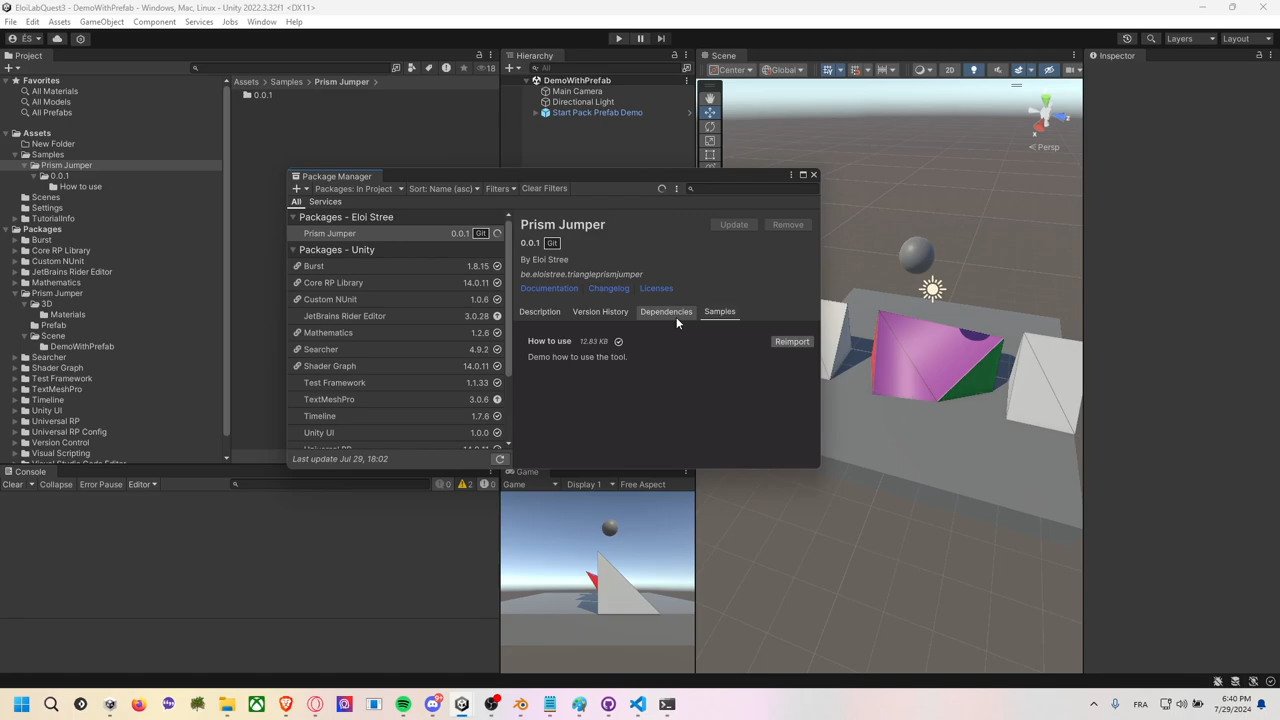 EloiLabQuest3 - DemoWithPrefab - Windows, Mac, Linux - Unity 2022.3.32f1 <DX11>
File Edit Assets GameObject Component Services Jobs Window Help
ÉS
Layers Layout
Project
18
Favorites
All Materials
All Models
All Prefabs
Assets
New Folder
Samples
Prism Jumper
0.0.1
How to use
Scenes
Settings
TutorialInfo
Packages
Burst
Core RP Library
Custom NUnit
JetBrains Rider Editor
Mathematics
Prism Jumper
3D
Materials
Prefab
Scene
DemoWithPrefab
Searcher
Shader Graph
Test Framework
TextMeshPro
Timeline
Unity UI
Universal RP
Universal RP Config
Version Control
Visual Scripting
Assets > Samples > Prism Jumper >
0.0.1
Hierarchy
All
DemoWithPrefab
Main Camera
Directional Light
Start Pack Prefab Demo
Scene
Center Global 2D
z
x
Persp
Inspector
Package Manager
Packages: In Project Sort: Name (asc) Filters Clear Filters
All Services
Packages - Eloi Stree
Prism Jumper 0.0.1 Git
Packages - Unity
Burst 1.8.15
Core RP Library 14.0.11
Custom NUnit 1.0.6
JetBrains Rider Editor 3.0.28
Mathematics 1.2.6
Searcher 4.9.2
Shader Graph 14.0.11
Test Framework 1.1.33
TextMeshPro 3.0.6
Timeline 1.7.6
Unity UI 1.0.0
Last update Jul 29, 18:02
Prism Jumper Update Remove
0.0.1 Git
By Eloi Stree
be.eloistree.triangleprismjumper
Documentation Changelog Licenses
Description Version History Dependencies Samples
How to use 12.83 KB Reimport
Demo how to use the tool.
Console
Clear Collapse Error Pause Editor 0 2 0
Game
Game Display 1 Free Aspect
FRA
6:40 PM
7/29/2024